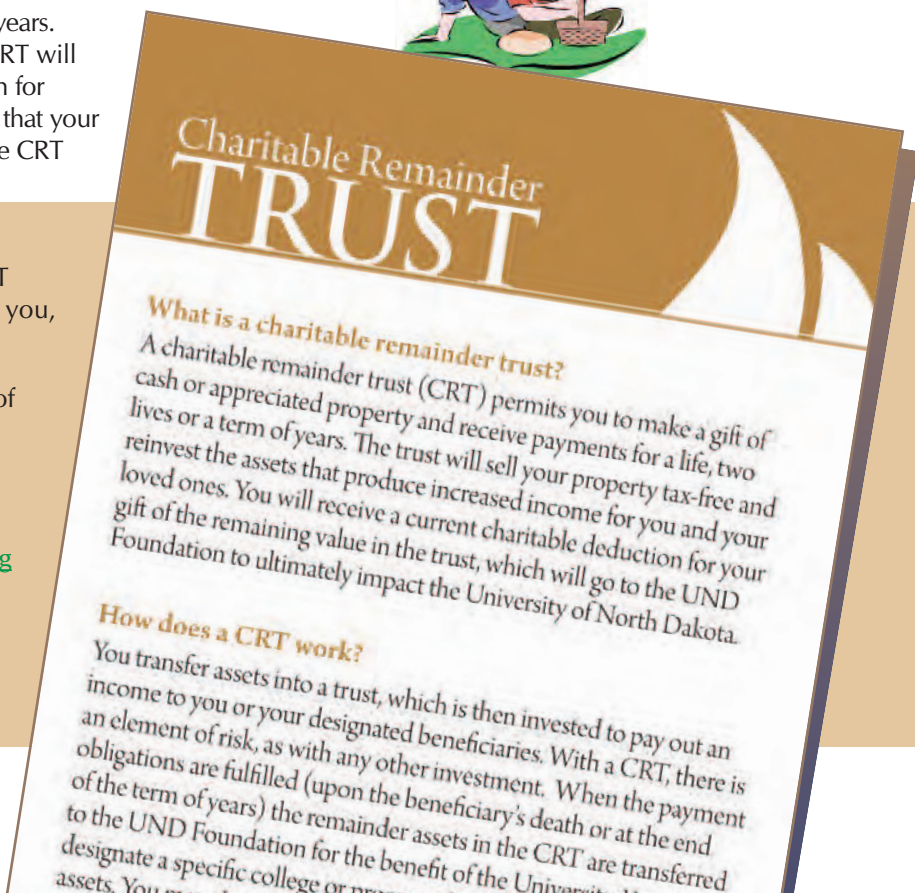 years.
RT will
n for
that your
e CRT
T
you,
of
g
Charitable Remainder
TRUST
What is a charitable remainder trust?
A charitable remainder trust (CRT) permits you to make a gift of
cash or appreciated property and receive payments for a life, two
lives or a term of years. The trust will sell your property tax-free and
reinvest the assets that produce increased income for you and your
loved ones. You will receive a current charitable deduction for your
gift of the remaining value in the trust, which will go to the UND
Foundation to ultimately impact the University of North Dakota.
How does a CRT work?
You transfer assets into a trust, which is then invested to pay out an
income to you or your designated beneficiaries. With a CRT, there is
an element of risk, as with any other investment. When the payment
obligations are fulfilled (upon the beneficiary's death or at the end
of the term of years) the remainder assets in the CRT are transferred
to the UND Foundation for the benefit of the University.
designate a specific college or
assets. You